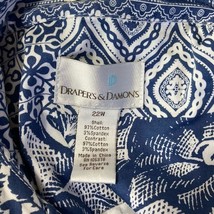 DRAPER'S & DAMON'S
22W
Shell:
97%Cotton
3%Spandex
Contrast:
97%Cotton
3%Spandex
Made in China
See Reverse
for Care